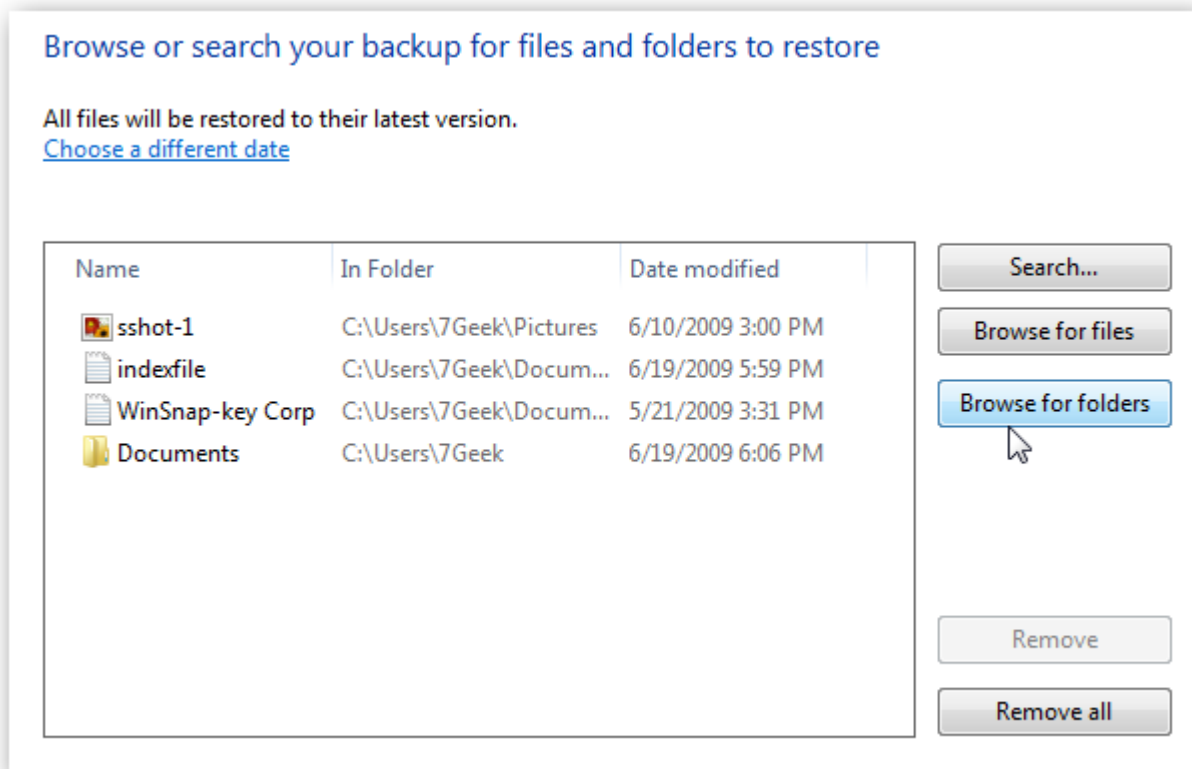 Browse or search your backup for files and folders to restore
All files will be restored to their latest version.
Choose a different date
Name In Folder Date modified
sshot-1 C:\Users\7Geek\Pictures 6/10/2009 3:00 PM
indexfile C:\Users\7Geek\Docum... 6/19/2009 5:59 PM
WinSnap-key Corp C:\Users\7Geek\Docum... 5/21/2009 3:31 PM
Documents C:\Users\7Geek 6/19/2009 6:06 PM
Search...
Browse for files
Browse for folders
Remove
Remove all